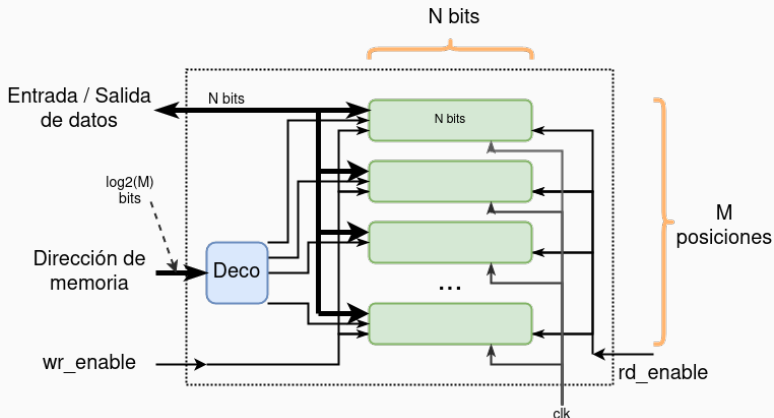 N bits
Entrada / Salida
de datos
N bits
N bits
log2(M)
bits
M
posiciones
Dirección de
memoria
Deco
...
wr_enable
rd_enable
clk